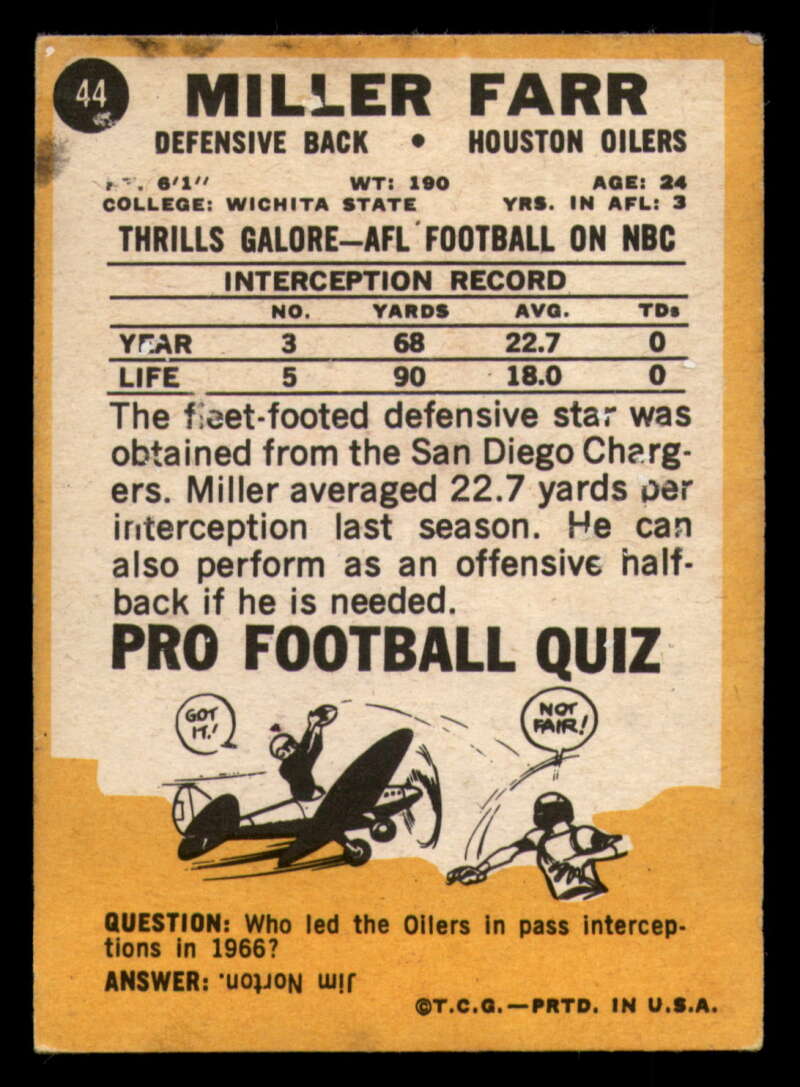 44
MILLER FARR
DEFENSIVE BACK • HOUSTON OILERS
HT. 6'1" WT: 190 AGE: 24
COLLEGE: WICHITA STATE YRS. IN AFL: 3
THRILLS GALORE—AFL FOOTBALL ON NBC
INTERCEPTION RECORD
NO. YARDS AVG. TDs
YEAR 3 68 22.7 0
LIFE 5 90 18.0 0
The fleet-footed defensive star was
obtained from the San Diego Charg-
ers. Miller averaged 22.7 yards per
interception last season. He can
also perform as an offensive half-
back if he is needed.
PRO FOOTBALL QUIZ
GOT
IT!
NOT
FAIR!
QUESTION: Who led the Oilers in pass intercep-
tions in 1966?
ANSWER: Jim Norton.
©T.C.G.—PRTD. IN U.S.A.